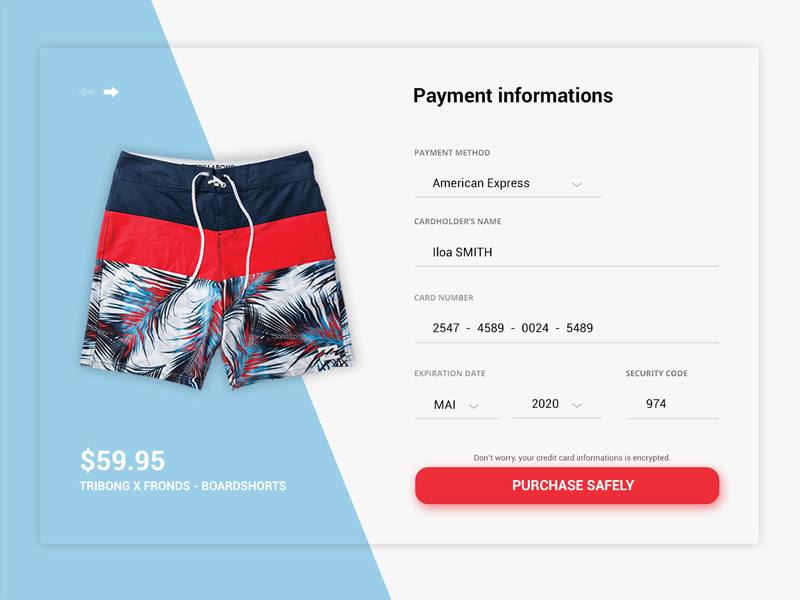 Payment informations
PAYMENT METHOD
American Express
CARDHOLDER'S NAME
Iloa SMITH
CARD NUMBER
2547 - 4589 - 0024 - 5489
EXPIRATION DATE
SECURITY CODE
MAI
2020
974
Don't worry, your credit card informations is encrypted.
PURCHASE SAFELY
$59.95
TRIBONG X FRONDS - BOARDSHORTS